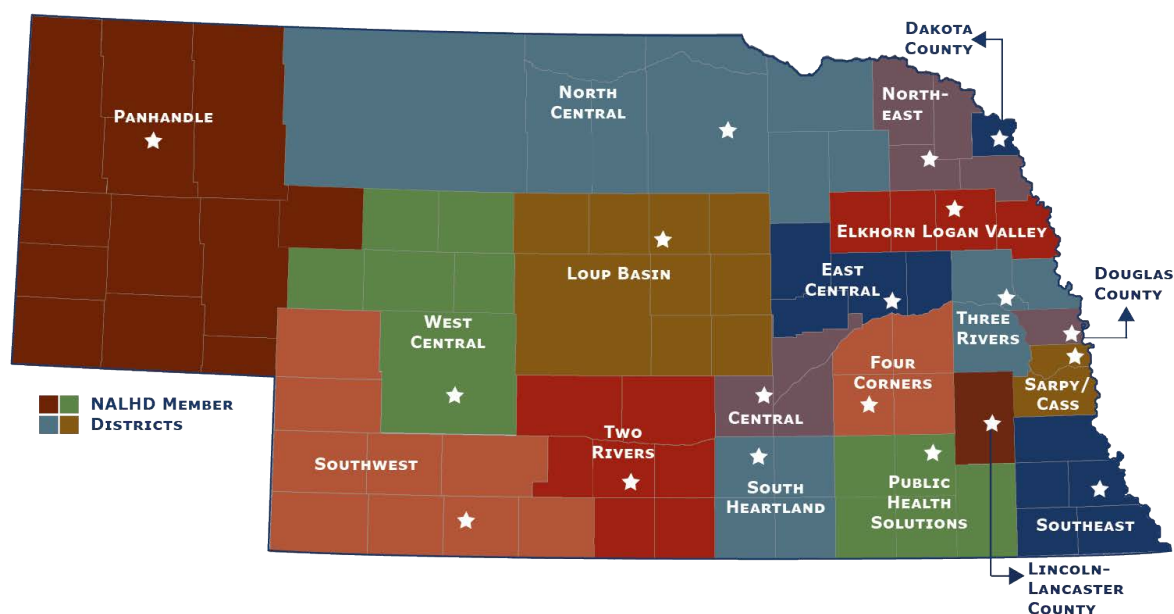 Dakota
County
North-
east
North
Central
Panhandle
Elkhorn Logan Valley
Loup Basin
East
Central
Douglas
County
West
Central
Three
Rivers
Four
Corners
Sarpy/
Cass
NALHD Member
Districts
Central
Two
Rivers
Southwest
South
Heartland
Public
Health
Solutions
Southeast
Lincoln-
Lancaster
County